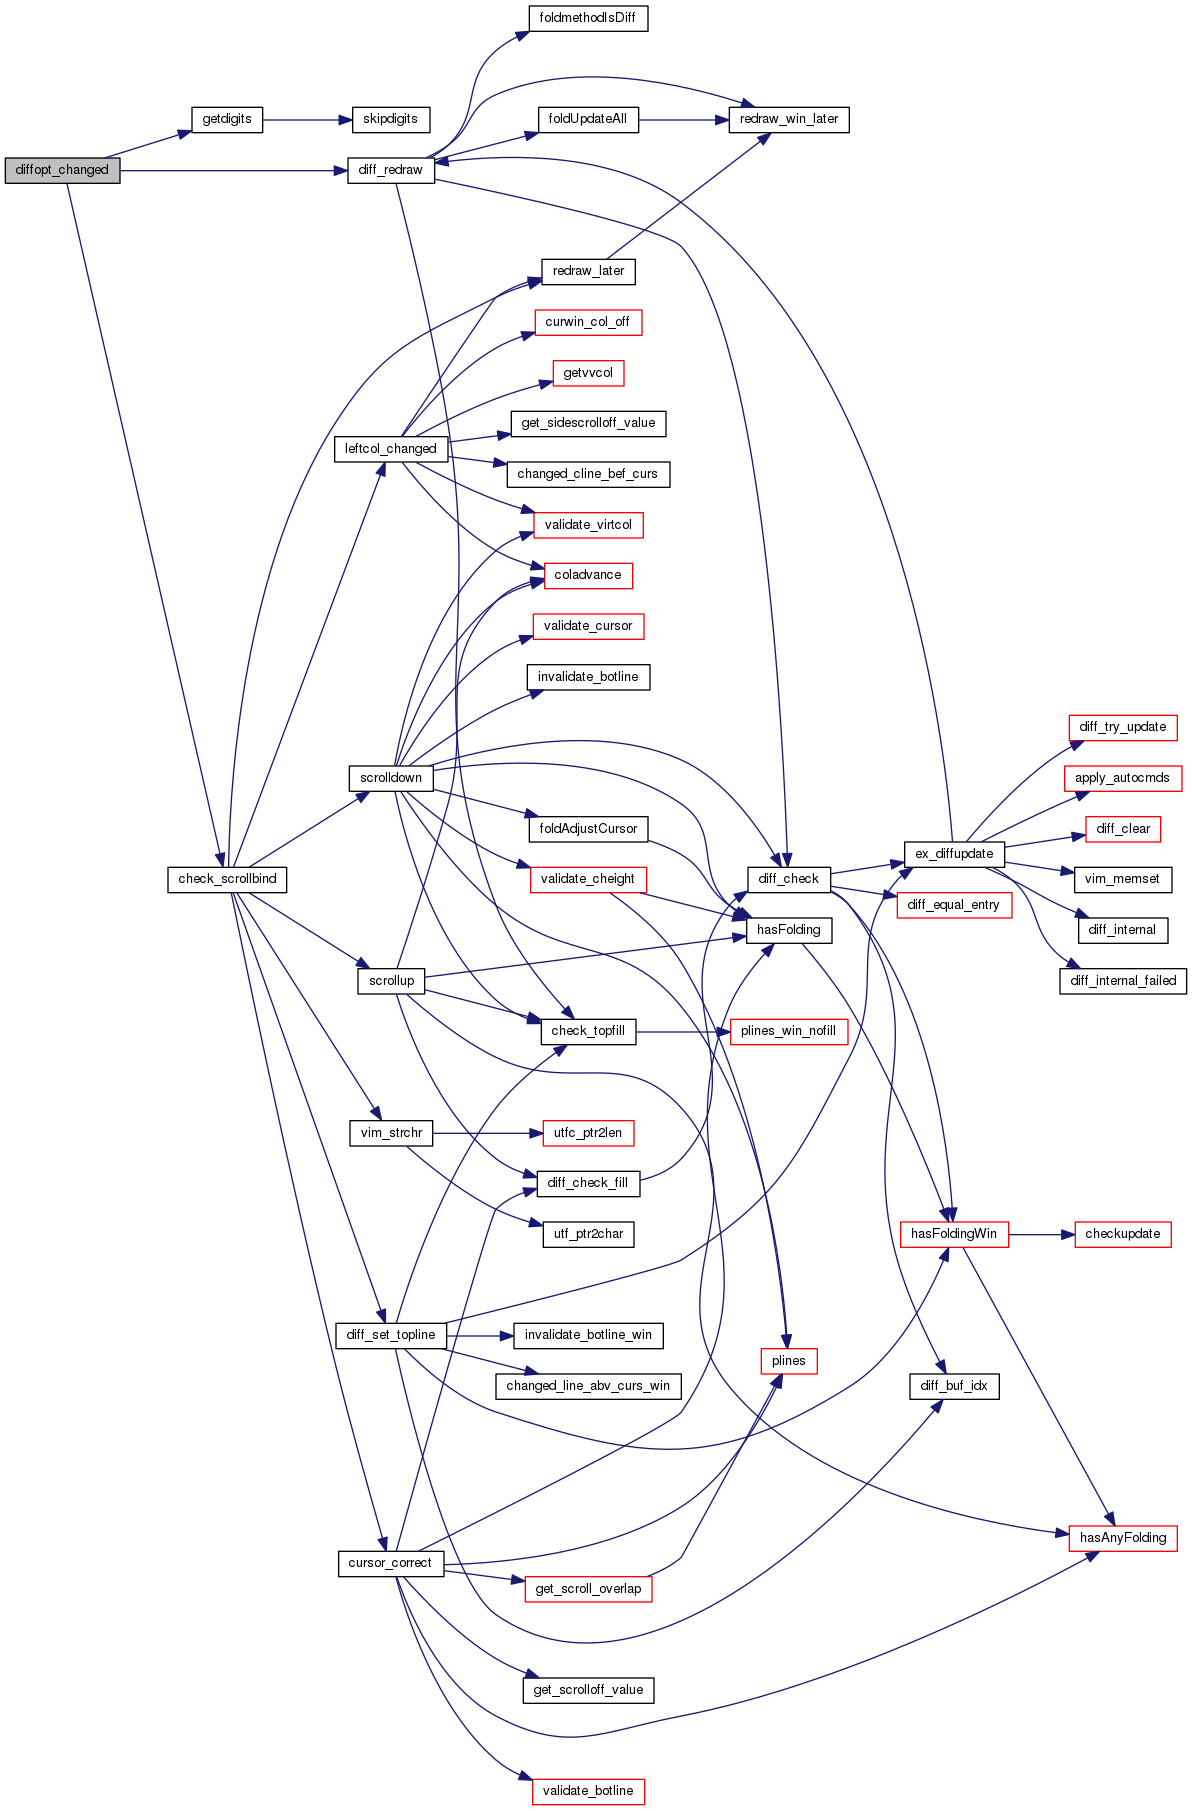 foldmethodIsDiff
getdigits
skipdigits
foldUpdateAll
redraw_win_later
diffopt_changed
diff_redraw
redraw_later
curwin_col_off
getvvcol
get_sidescrolloff_value
leftcol_changed
changed_cline_bef_curs
validate_virtcol
coladvance
validate_cursor
invalidate_botline
diff_try_update
scrolldown
apply_autocmds
foldAdjustCursor
diff_clear
ex_diffupdate
check_scrollbind
validate_cheight
diff_check
vim_memset
diff_equal_entry
hasFolding
diff_internal
scrollup
diff_internal_failed
check_topfill
plines_win_nofill
vim_strchr
utfc_ptr2len
diff_check_fill
utf_ptr2char
hasFoldingWin
checkupdate
diff_set_topline
invalidate_botline_win
plines
changed_line_abv_curs_win
diff_buf_idx
hasAnyFolding
cursor_correct
get_scroll_overlap
get_scrolloff_value
validate_botline